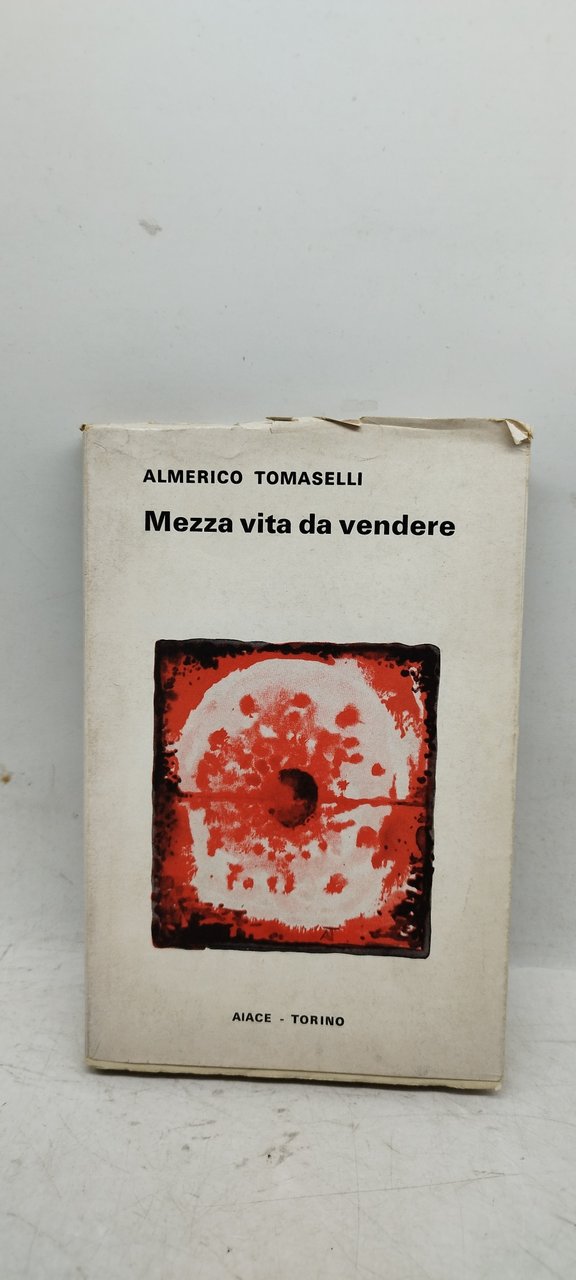 ALMERICO TOMASELLI
Mezza vita da vendere
AIACE - TORINO